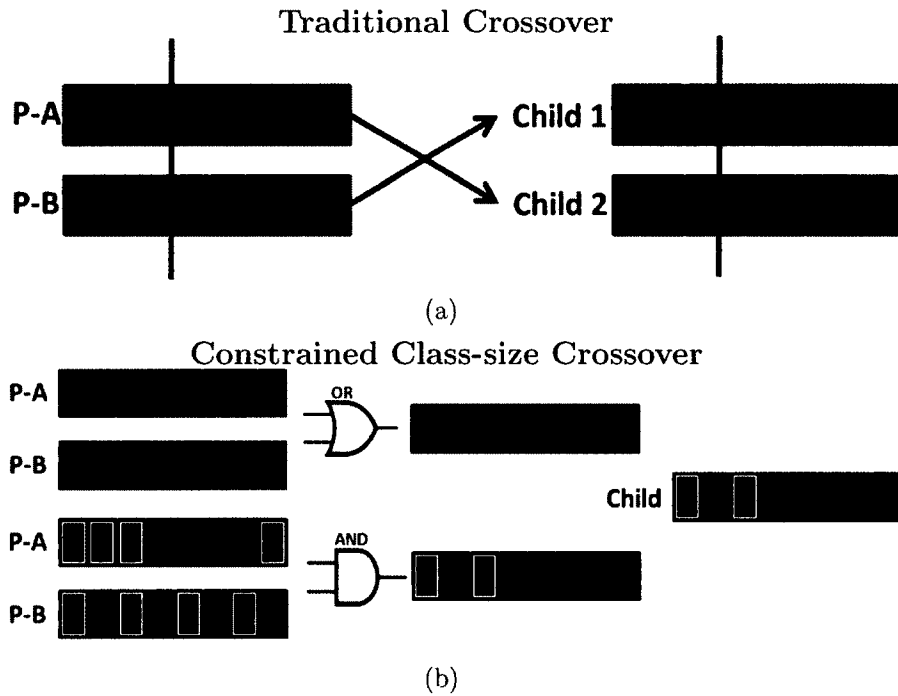 Traditional Crossover
P-A
Child 1
P-B
Child 2
(a)
Constrained Class-size Crossover
P-A
OR
P-B
Child
P-A
AND
P-B
(b)